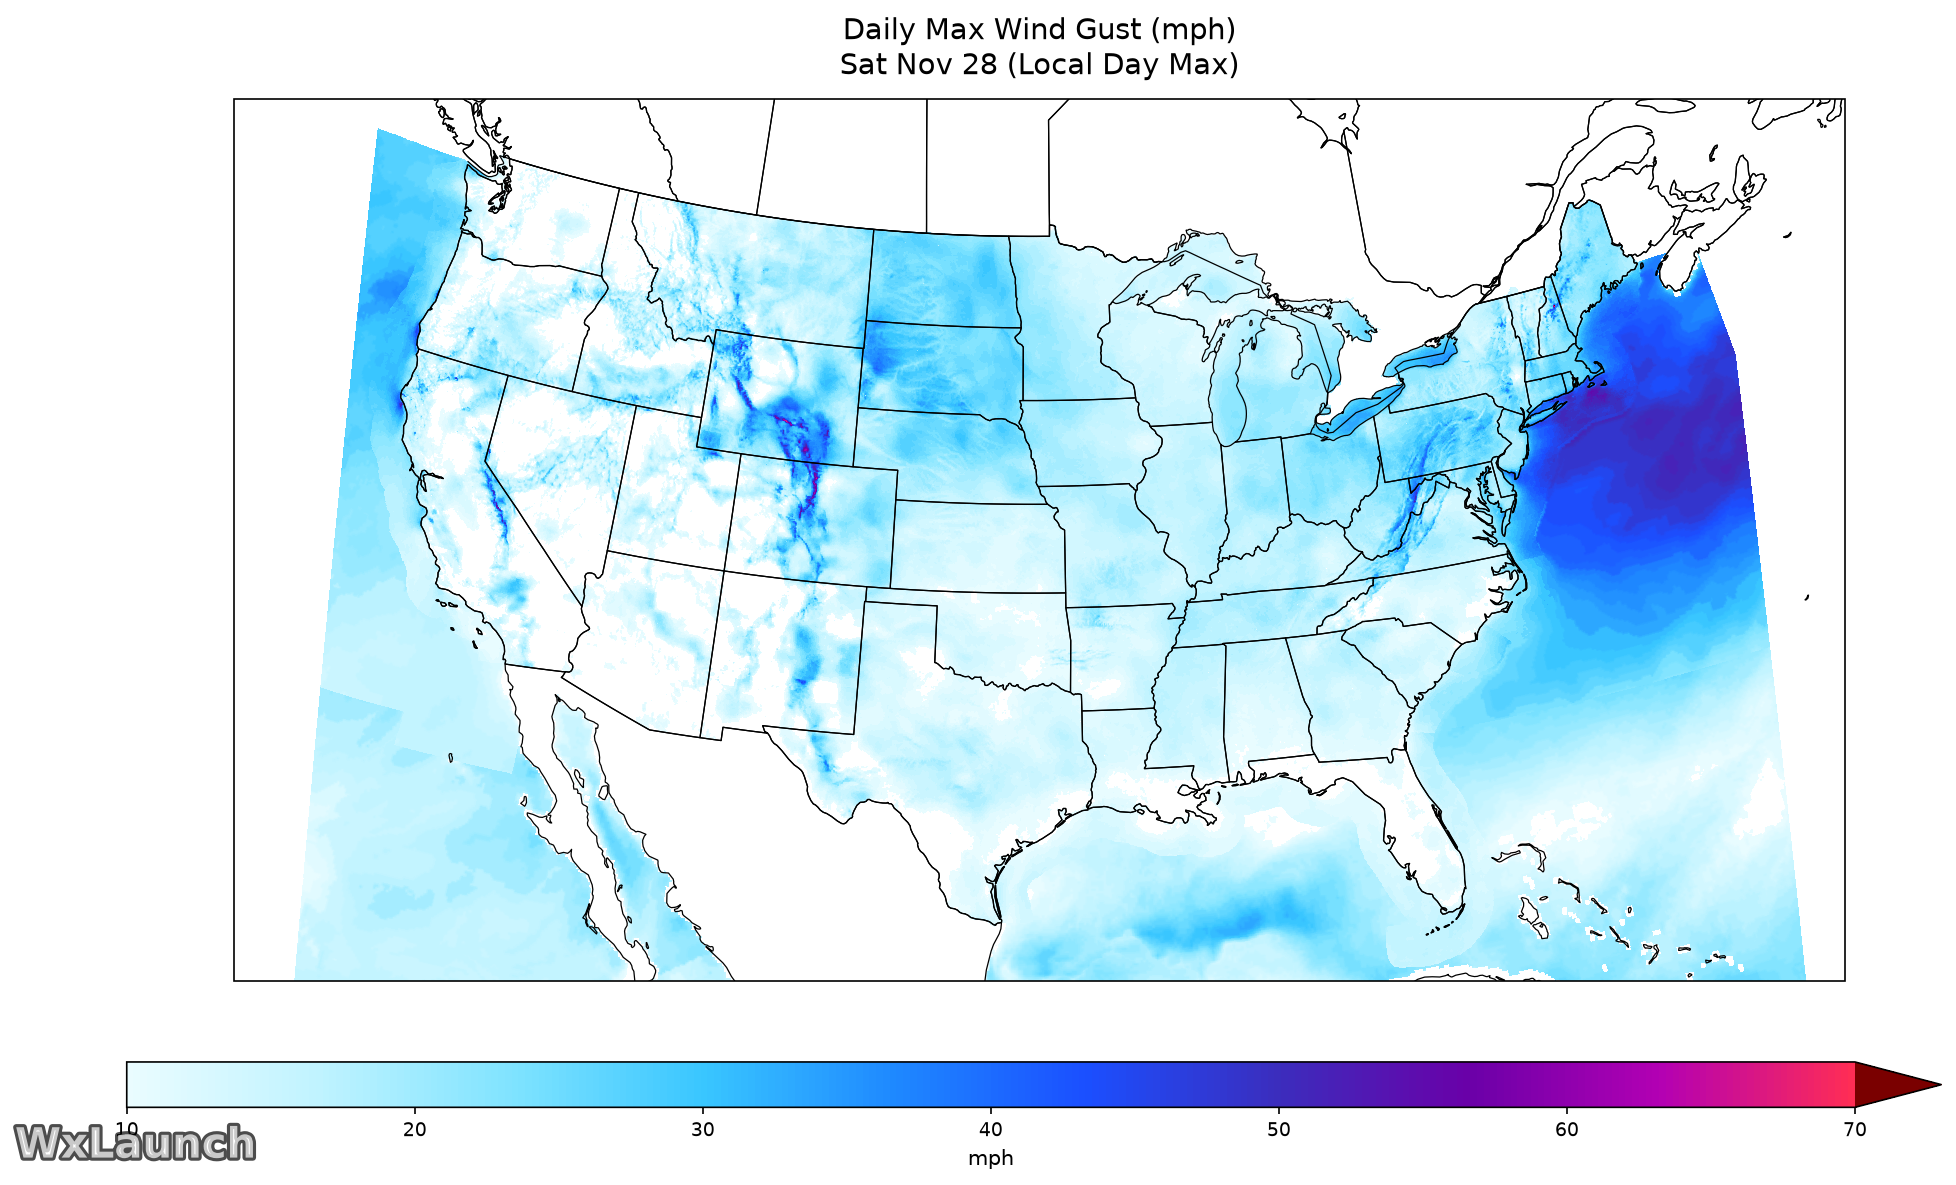 Daily Max Wind Gust (mph)
Sat Nov 28 (Local Day Max)
10 20 30 40 50 60 70
mph
WxLaunch